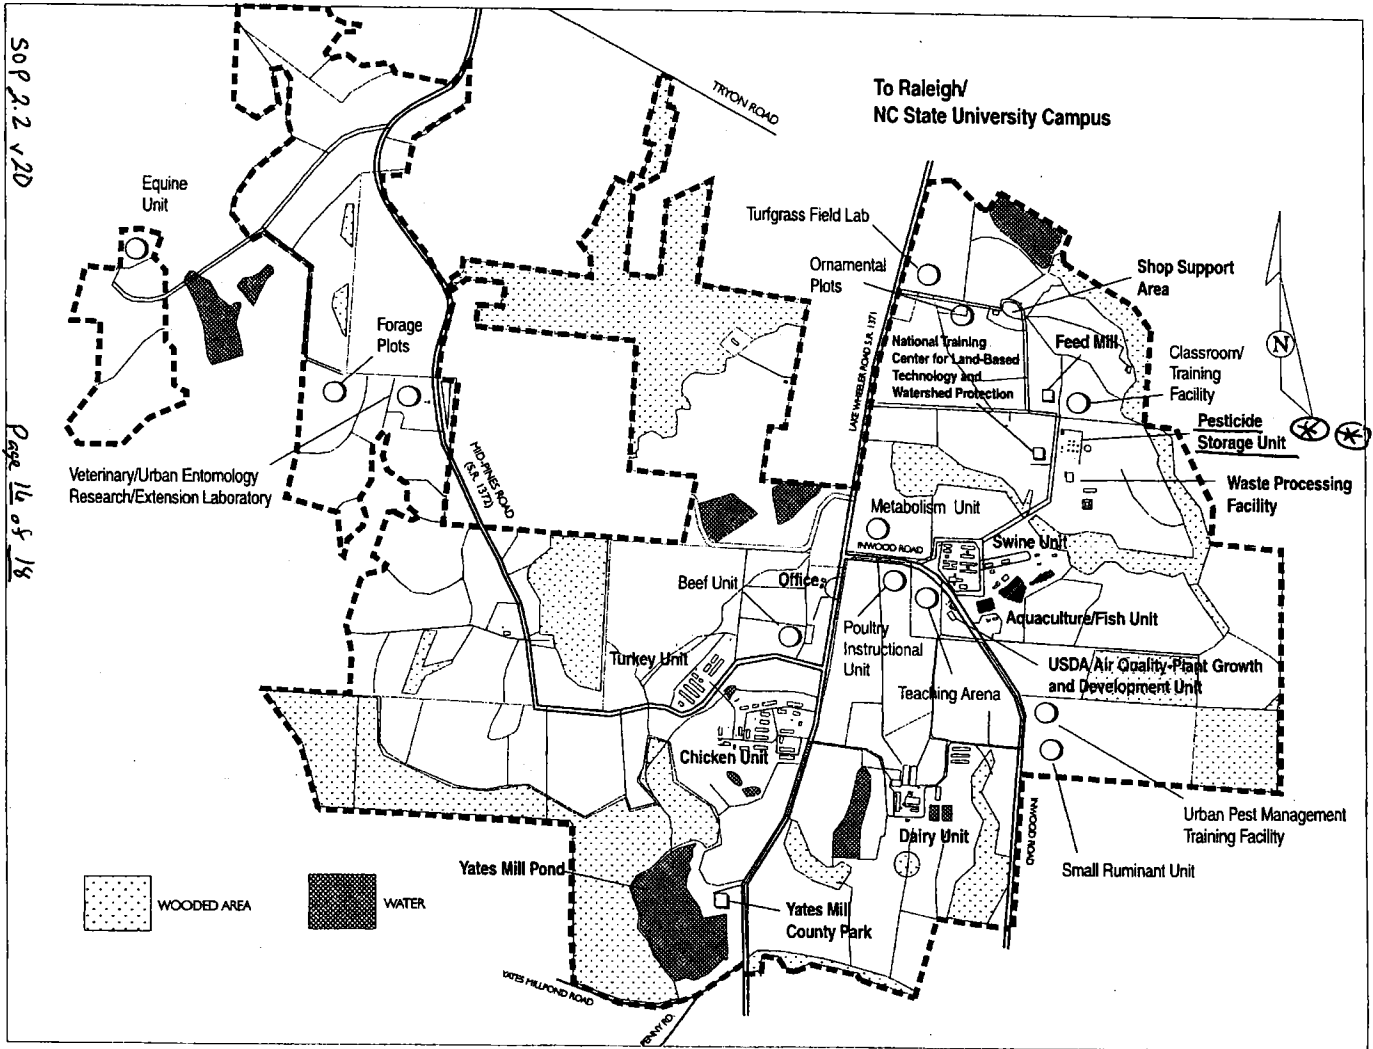 SOP 2.2 v2D
Page 16 of 18
TRYON ROAD
To Raleigh/
NC State University Campus
Equine
Unit
Turfgrass Field Lab
Ornamental
Plots
Shop Support
Area
Forage
Plots
LAKE WHEELER ROAD S.R. 1371
National Training
Center for Land-Based
Technology and
Watershed Protection
Feed Mill
Classroom/
Training
Facility
N
Pesticide
Storage Unit
Waste Processing
Facility
Veterinary/Urban Entomology
Research/Extension Laboratory
MID-PINES ROAD
(S.R. 1372)
Metabolism Unit
INWOOD ROAD
Swine Unit
Beef Unit
Office
Aquaculture/Fish Unit
Poultry
Instructional
Unit
Turkey Unit
USDA Air Quality-Plant Growth
and Development Unit
Teaching Arena
Chicken Unit
Urban Pest Management
Training Facility
Dairy Unit
INWOOD ROAD
Small Ruminant Unit
Yates Mill Pond
Yates Mill
County Park
WOODED AREA
WATER
YATES MILLPOND ROAD
PENNY RD.